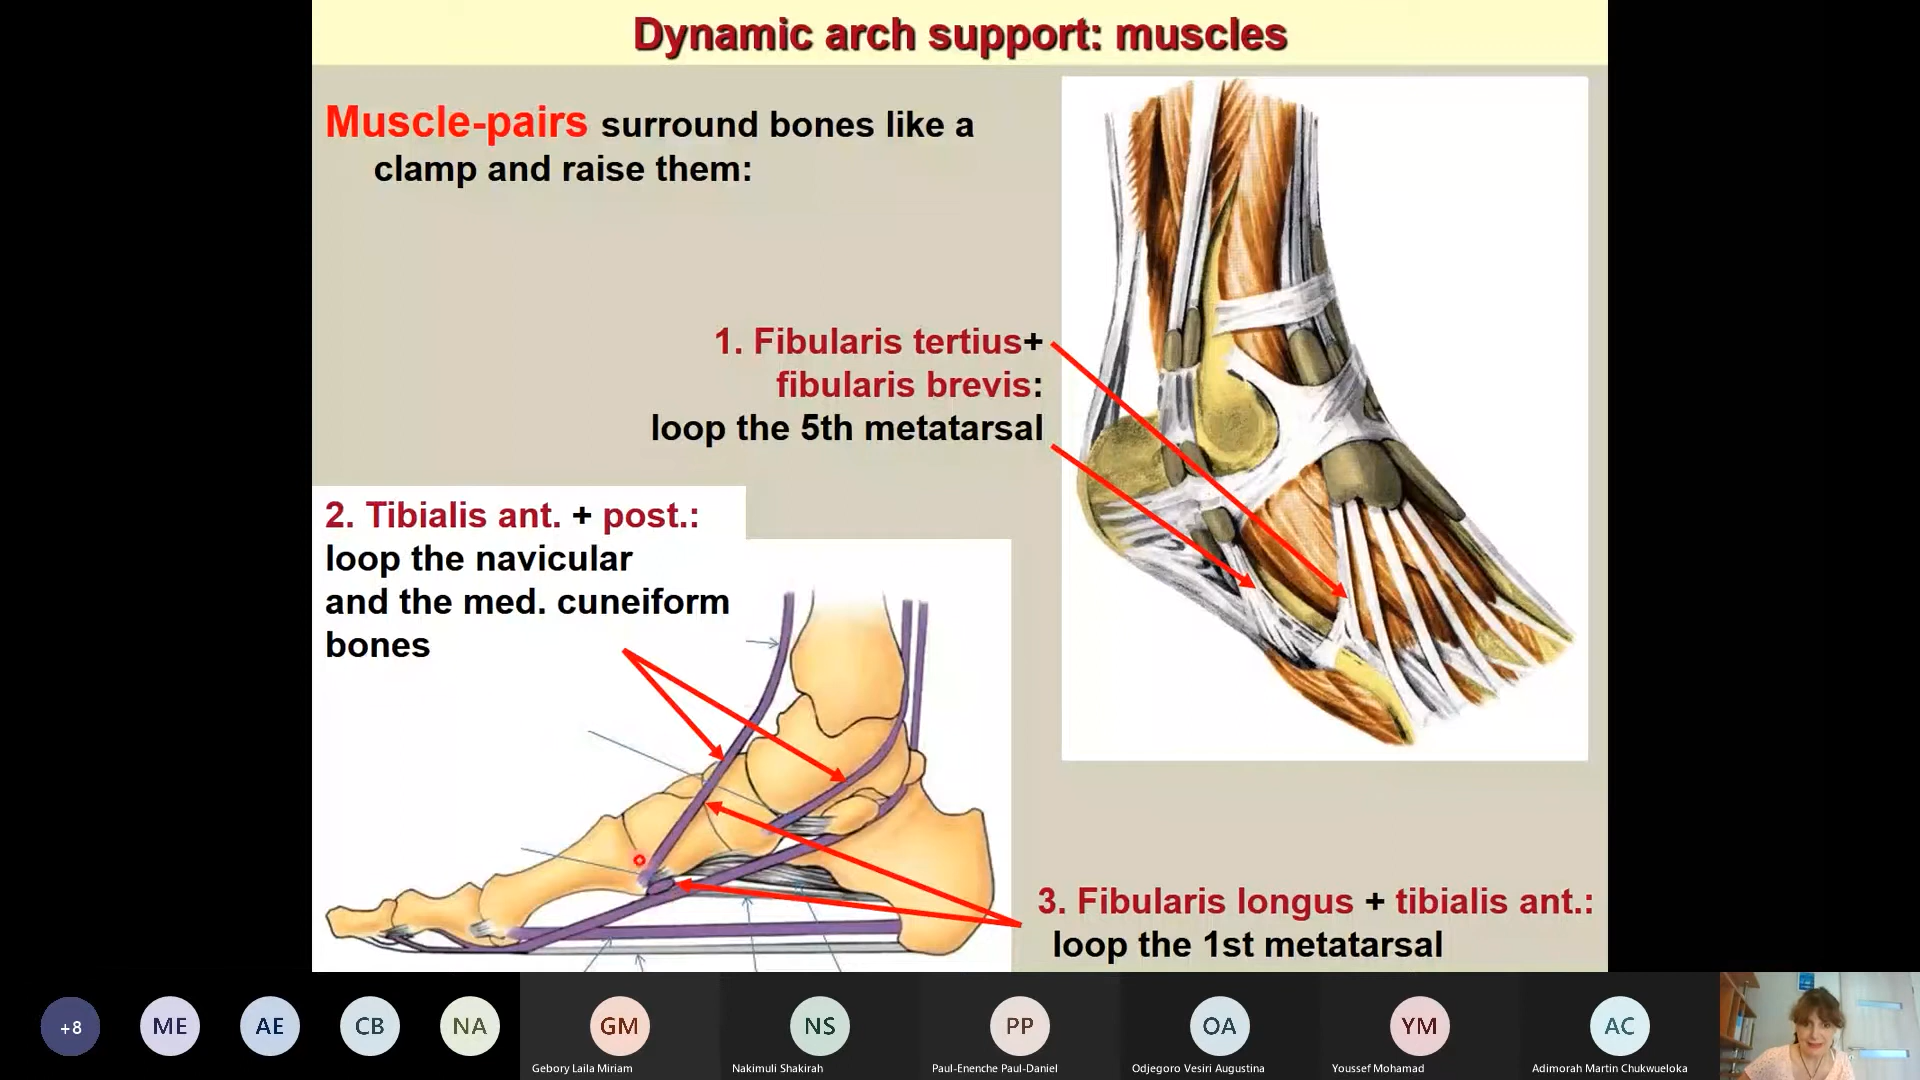 Dynamic arch support: muscles
Muscle-pairs surround bones like a
clamp and raise them:
1. Fibularis tertius+
fibularis brevis:
loop the 5th metatarsal
2. Tibialis ant. + post.:
loop the navicular
and the med. cuneiform
bones
3. Fibularis longus + tibialis ant.:
loop the 1st metatarsal
+8
ME
AE
CB
NA
GM
NS
PP
OA
YM
AC
Gebory Laila Miriam
Nakimuli Shakirah
Paul-Enenche Paul-Daniel
Odjegoro Vesiri Augustina
Youssef Mohamad
Adimorah Martin Chukwueloka